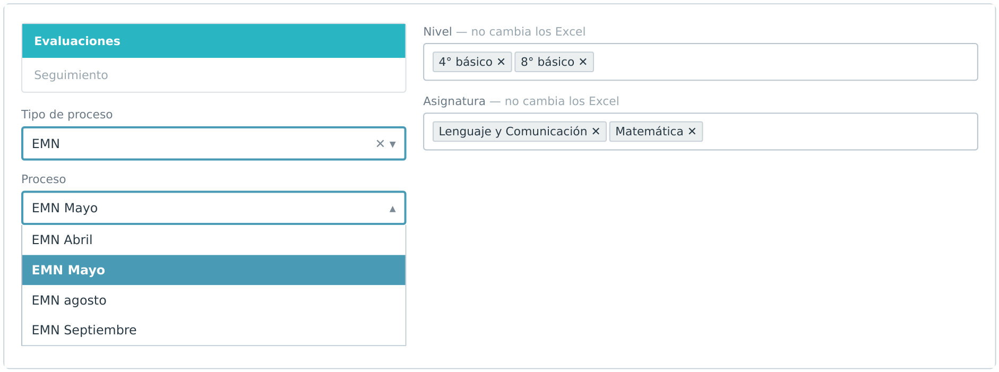 Evaluaciones
Seguimiento
Tipo de proceso
EMN ✕ ▼
Proceso
EMN Mayo ▲
EMN Abril
EMN Mayo
EMN agosto
EMN Septiembre
Nivel — no cambia los Excel
4° básico ✕ 8° básico ✕
Asignatura — no cambia los Excel
Lenguaje y Comunicación ✕ Matemática ✕